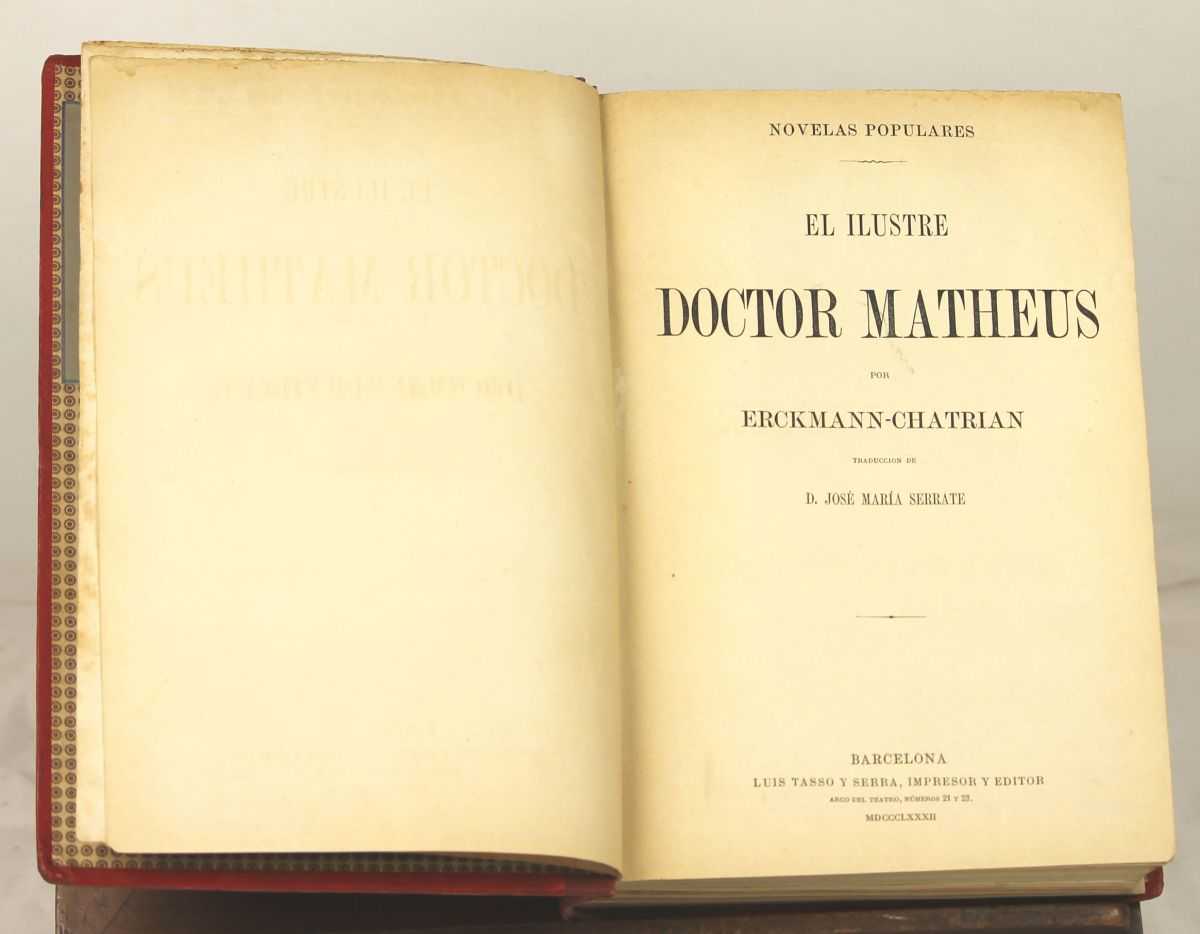 NOVELAS POPULARES
EL ILUSTRE
DOCTOR MATHEUS
POR
ERCKMANN-CHATRIAN
TRADUCCION DE
D. JOSÉ MARÍA SERRATE
BARCELONA
LUIS TASSO Y SERRA, IMPRESOR Y EDITOR
ARCO DEL TEATRO, NÚMEROS 21 Y 23.
MDCCCLXXXII